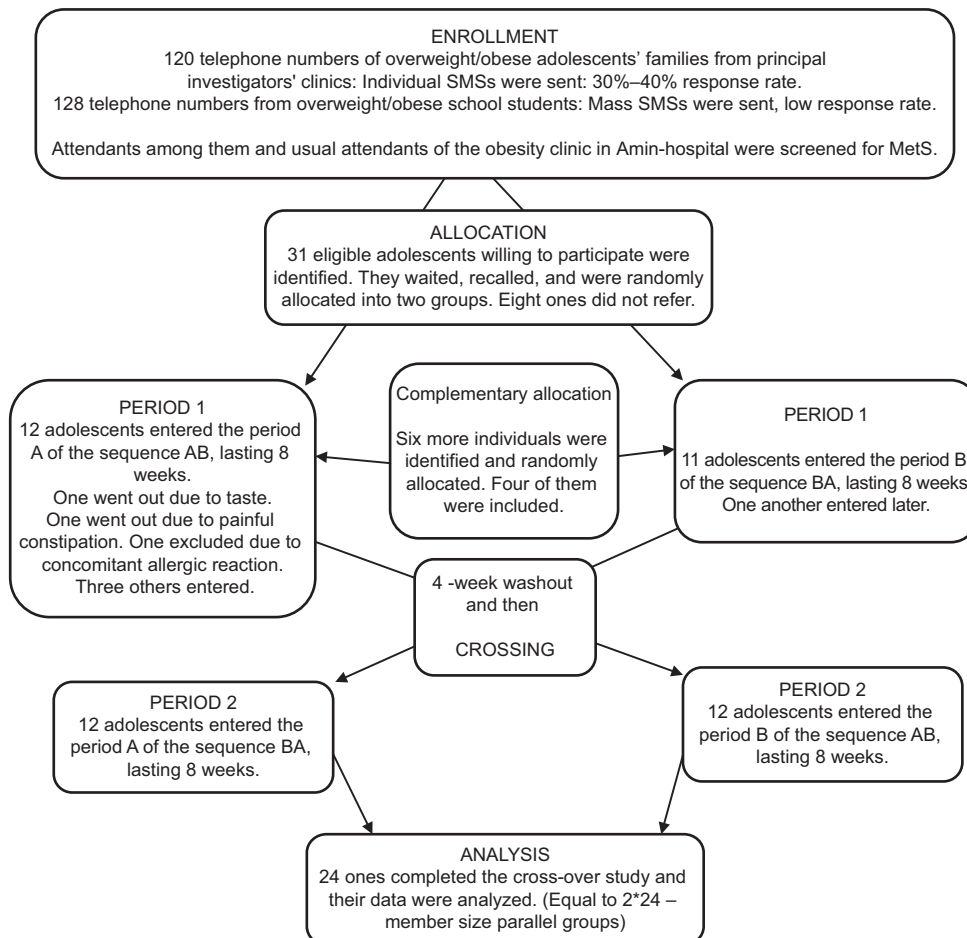 ENROLLMENT
120 telephone numbers of overweight/obese adolescents’ families from principal
investigators' clinics: Individual SMSs were sent: 30%–40% response rate.
128 telephone numbers from overweight/obese school students: Mass SMSs were sent, low response rate.
Attendants among them and usual attendants of the obesity clinic in Amin-hospital were screened for MetS.
ALLOCATION
31 eligible adolescents willing to participate were
identified. They waited, recalled, and were randomly
allocated into two groups. Eight ones did not refer.
PERIOD 1
12 adolescents entered the period
A of the sequence AB, lasting 8
weeks.
One went out due to taste.
One went out due to painful
constipation. One excluded due to
concomitant allergic reaction.
Three others entered.
Complementary allocation
Six more individuals were
identified and randomly
allocated. Four of them
were included.
PERIOD 1
11 adolescents entered the period B
of the sequence BA, lasting 8 weeks
One another entered later.
4 -week washout
and then
CROSSING
PERIOD 2
12 adolescents entered the
period A of the sequence BA,
lasting 8 weeks.
PERIOD 2
12 adolescents entered the
period B of the sequence AB,
lasting 8 weeks.
ANALYSIS
24 ones completed the cross-over study and
their data were analyzed. (Equal to 2*24 –
member size parallel groups)